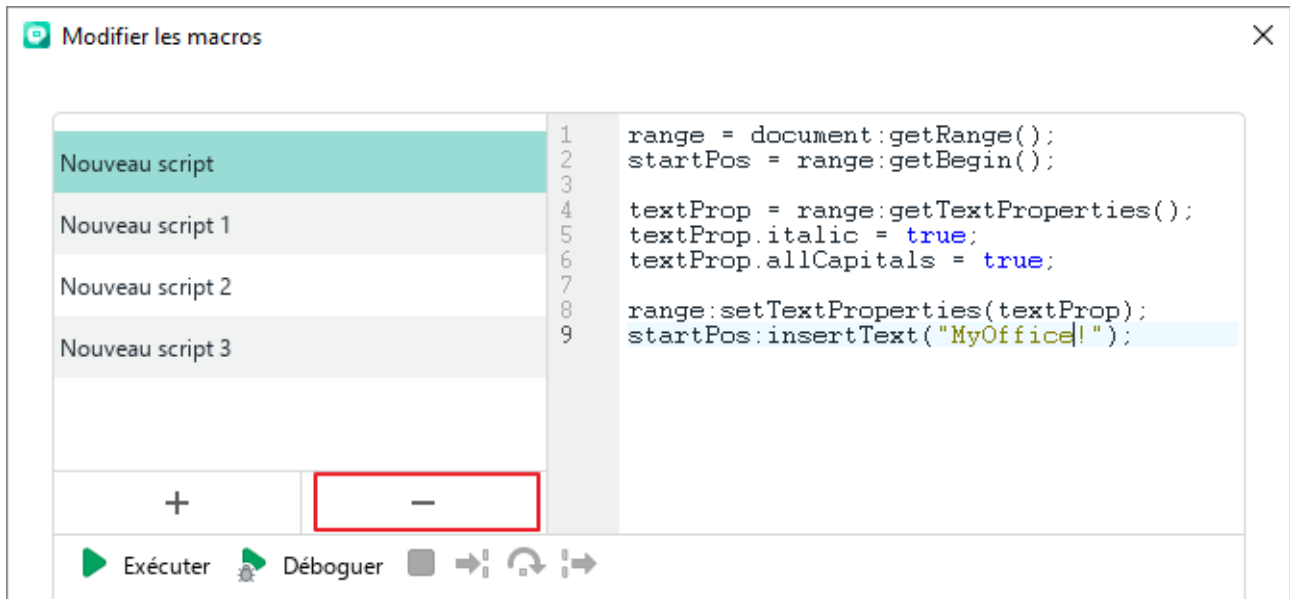 Modifier les macros
Nouveau script
Nouveau script 1
Nouveau script 2
Nouveau script 3
+ −
1 range = document:getRange();
2 startPos = range:getBegin();
3
4 textProp = range:getTextProperties();
5 textProp.italic = true;
6 textProp.allCapitals = true;
7
8 range:setTextProperties(textProp);
9 startPos:insertText("MyOffice!");
Exécuter Déboguer